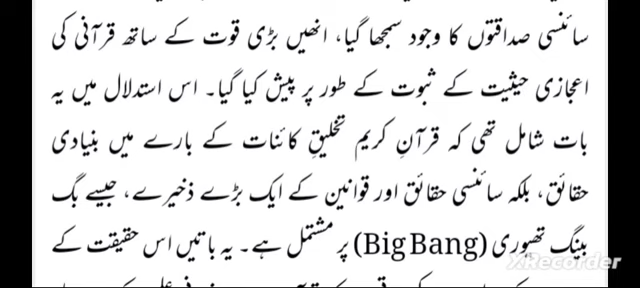 سائنسی صداقتوں کا وجود سمجھا گیا، انھیں بڑی قوت کے ساتھ قرآنی کی
اعجازی حیثیت کے ثبوت کے طور پر پیش کیا گیا۔ اس استدلال میں یہ
بات شامل تھی کہ قرآنِ کریم تخلیقِ کائنات کے بارے میں بنیادی
حقائق، بلکہ سائنسی حقائق اور قوانین کے ایک بڑے ذخیرے، جیسے بگ
بینگ تھیوری (Big Bang) پر مشتمل ہے۔ یہ باتیں اس حقیقت کے
XRecorder